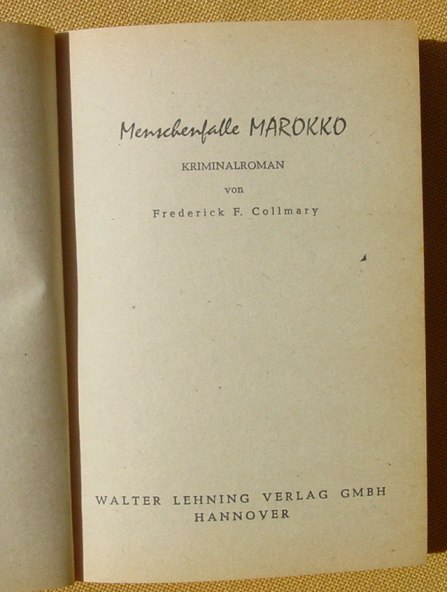 Menschenfalle MAROKKO
KRIMINALROMAN
von
Frederick F. Collmary
WALTER LEHNING VERLAG GMBH
HANNOVER